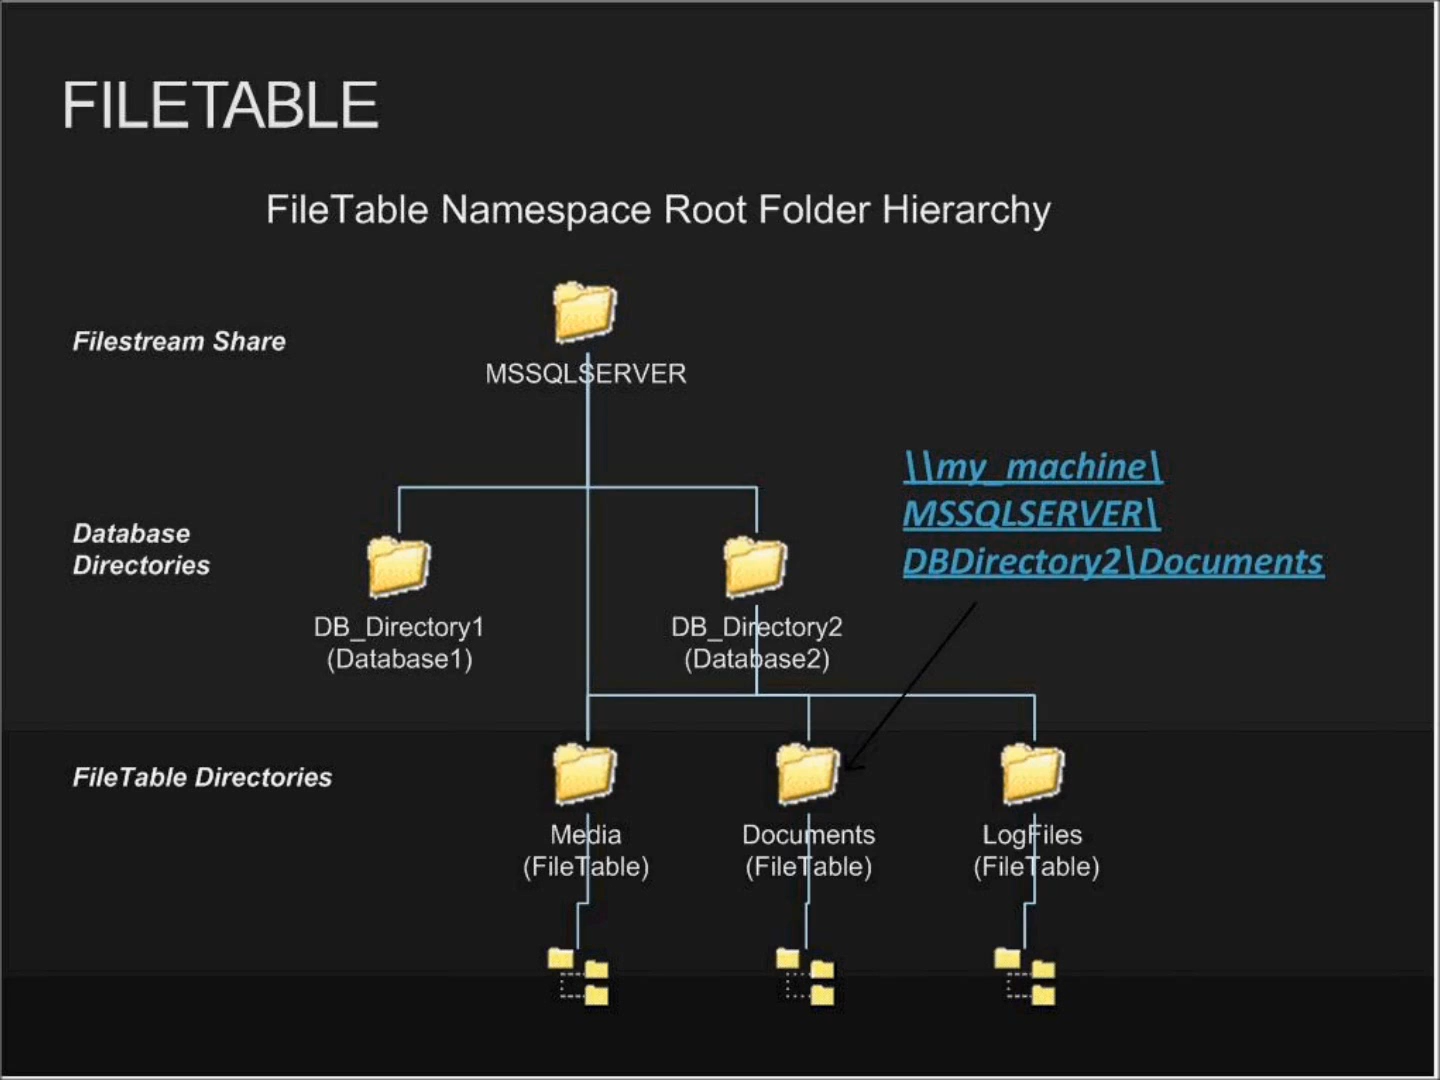 FILETABLE
FileTable Namespace Root Folder Hierarchy
Filestream Share
MSSQLSERVER
\\my_machine\
MSSQLSERVER\
DBDirectory2\Documents
Database
Directories
DB_Directory1
(Database1)
DB_Directory2
(Database2)
FileTable Directories
Media
(FileTable)
Documents
(FileTable)
LogFiles
(FileTable)